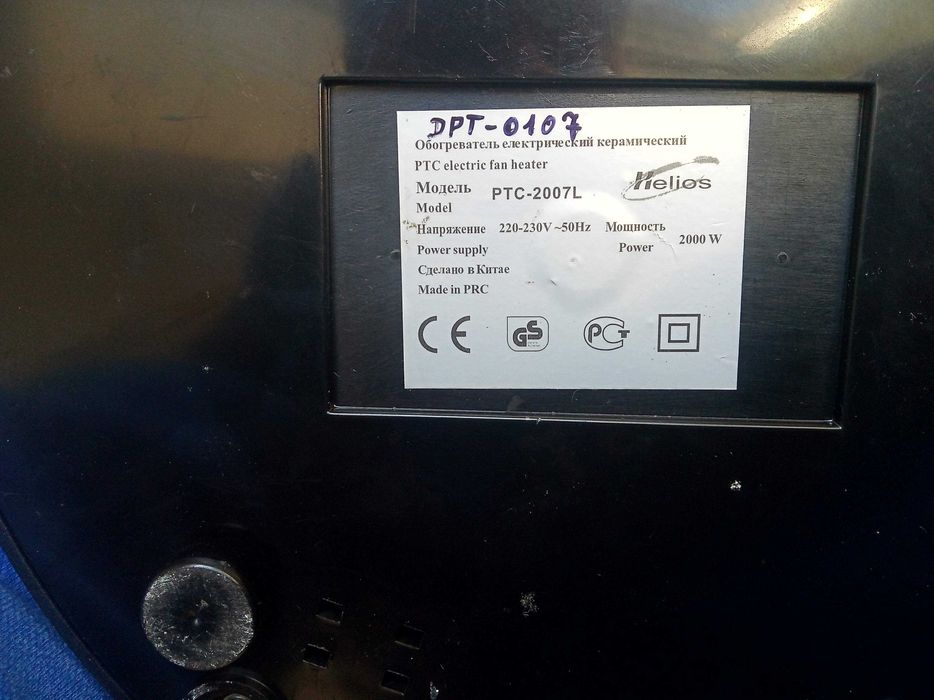 DPT-0107
Обогреватель електрический керамический
PTC electric fan heater
Модель PTC-2007L Helios
Model
Напряжение 220-230V ~50Hz Мощность
Power supply Power 2000 W
Сделано в Китае
Made in PRC
CE GS РСТ